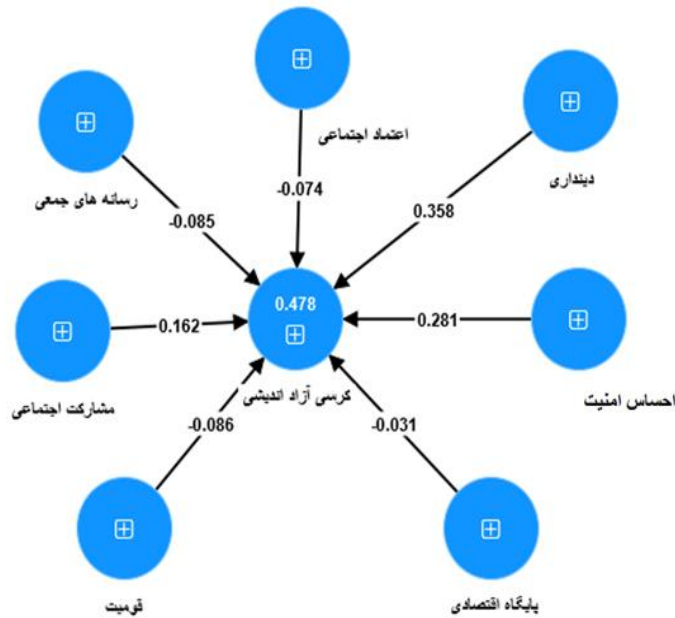 اعتماد اجتماعی
دینداری
رسانه های جمعی
-0.074
0.358
-0.085
0.478
0.162
0.281
کرسی آزاد اندیشی
مشارکت اجتماعی
احساس امنیت
-0.086
-0.031
قومیت
پایگاه اقتصادی